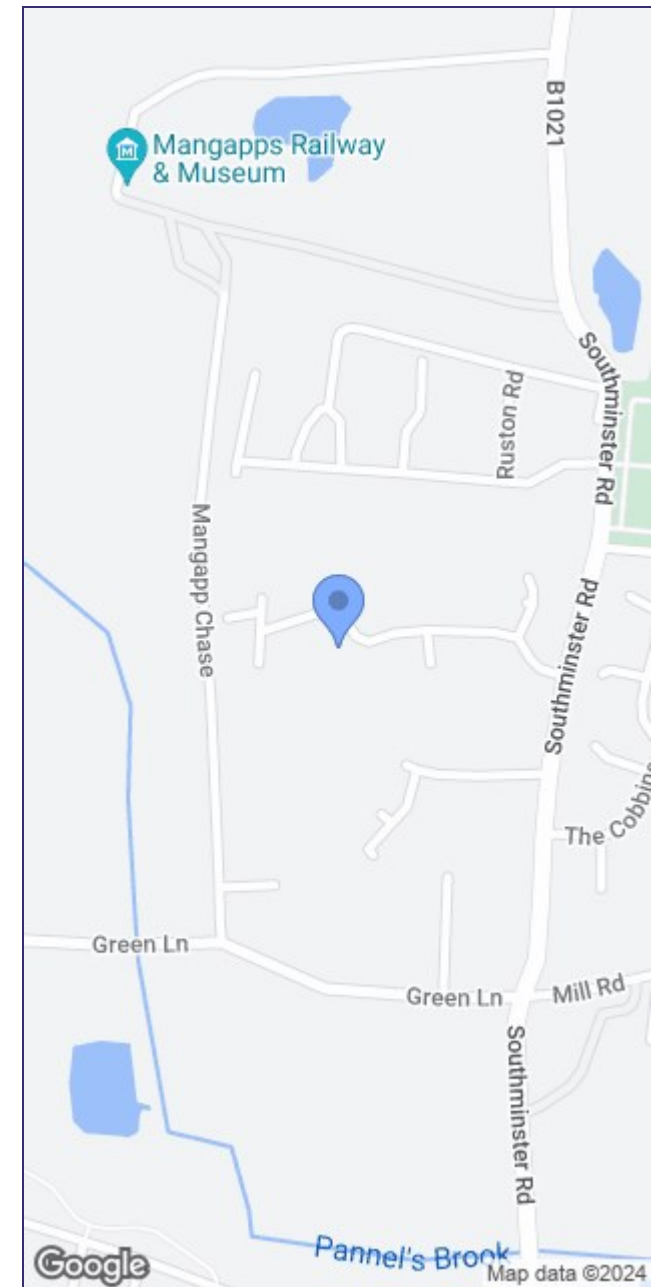 B1021
Mangapps Railway
& Museum
Southminster Rd
Ruston Rd
Mangapp Chase
Southminster Rd
The Cobbins
Green Ln
Green Ln
Mill Rd
Southminster Rd
Pannel's Brook
Google
Map data ©2024